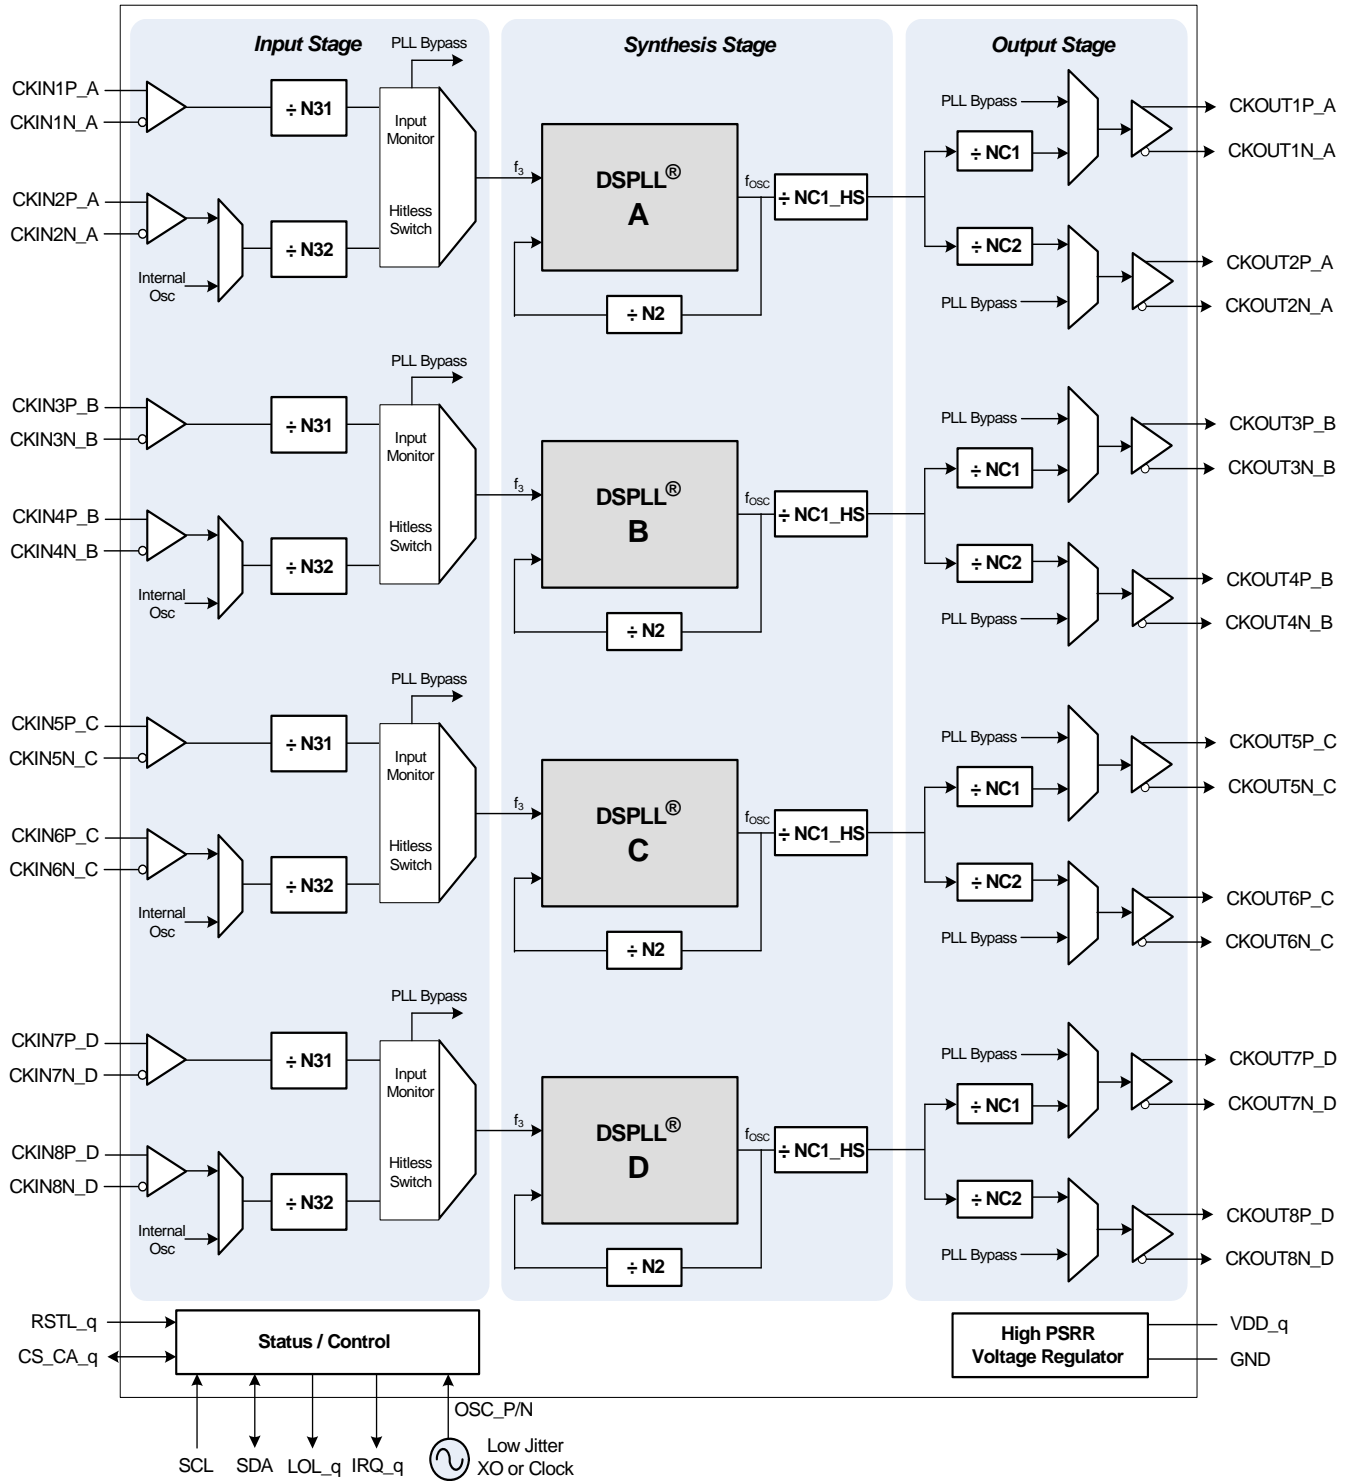 Input Stage
Synthesis Stage
Output Stage
PLL Bypass
CKIN1P_A
CKIN1N_A
÷ N31
Input
Monitor
CKIN2P_A
CKIN2N_A
Internal
Osc
÷ N32
Hitless
Switch
f3
DSPLL®
A
fOSC
÷ NC1_HS
÷ N2
PLL Bypass
÷ NC1
CKOUT1P_A
CKOUT1N_A
÷ NC2
PLL Bypass
CKOUT2P_A
CKOUT2N_A
PLL Bypass
CKIN3P_B
CKIN3N_B
÷ N31
Input
Monitor
CKIN4P_B
CKIN4N_B
Internal
Osc
÷ N32
Hitless
Switch
f3
DSPLL®
B
fOSC
÷ NC1_HS
÷ N2
PLL Bypass
÷ NC1
CKOUT3P_B
CKOUT3N_B
÷ NC2
PLL Bypass
CKOUT4P_B
CKOUT4N_B
PLL Bypass
CKIN5P_C
CKIN5N_C
÷ N31
Input
Monitor
CKIN6P_C
CKIN6N_C
Internal
Osc
÷ N32
Hitless
Switch
f3
DSPLL®
C
fOSC
÷ NC1_HS
÷ N2
PLL Bypass
÷ NC1
CKOUT5P_C
CKOUT5N_C
÷ NC2
PLL Bypass
CKOUT6P_C
CKOUT6N_C
PLL Bypass
CKIN7P_D
CKIN7N_D
÷ N31
Input
Monitor
CKIN8P_D
CKIN8N_D
Internal
Osc
÷ N32
Hitless
Switch
f3
DSPLL®
D
fOSC
÷ NC1_HS
÷ N2
PLL Bypass
÷ NC1
CKOUT7P_D
CKOUT7N_D
÷ NC2
PLL Bypass
CKOUT8P_D
CKOUT8N_D
RSTL_q
CS_CA_q
Status / Control
High PSRR
Voltage Regulator
VDD_q
GND
OSC_P/N
SCL
SDA
LOL_q
IRQ_q
Low Jitter
XO or Clock